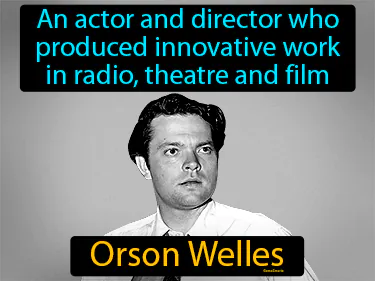 An actor and director who
produced innovative work
in radio, theatre and film
Orson Welles